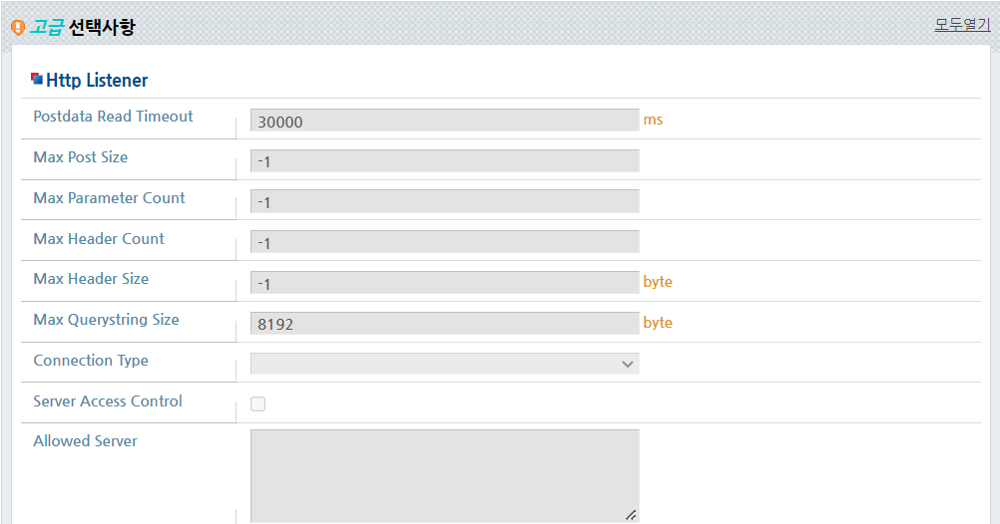 고급 선택사항
모두열기
Http Listener
Postdata Read Timeout 30000 ms
Max Post Size -1
Max Parameter Count -1
Max Header Count -1
Max Header Size -1 byte
Max Querystring Size 8192 byte
Connection Type
Server Access Control
Allowed Server